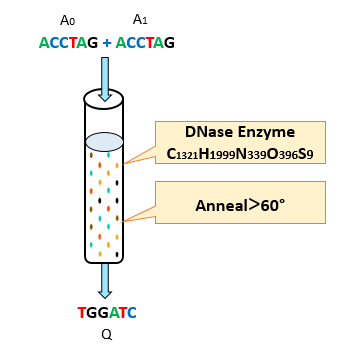 A₀ A₁
ACCTAG + ACCTAG
DNase Enzyme
C₁₃₂₁H₁₉₉₉N₃₃₉O₃₉₆S₉
Anneal>60°
TGGATC
Q